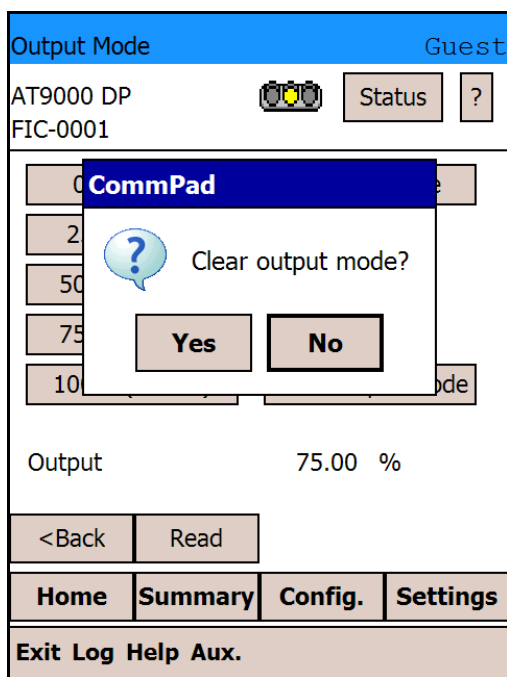 Output Mode Guest
AT9000 DP Status ?
FIC-0001
CommPad
Clear output mode?
Yes No
Output 75.00 %
<Back Read
Home Summary Config. Settings
Exit Log Help Aux.